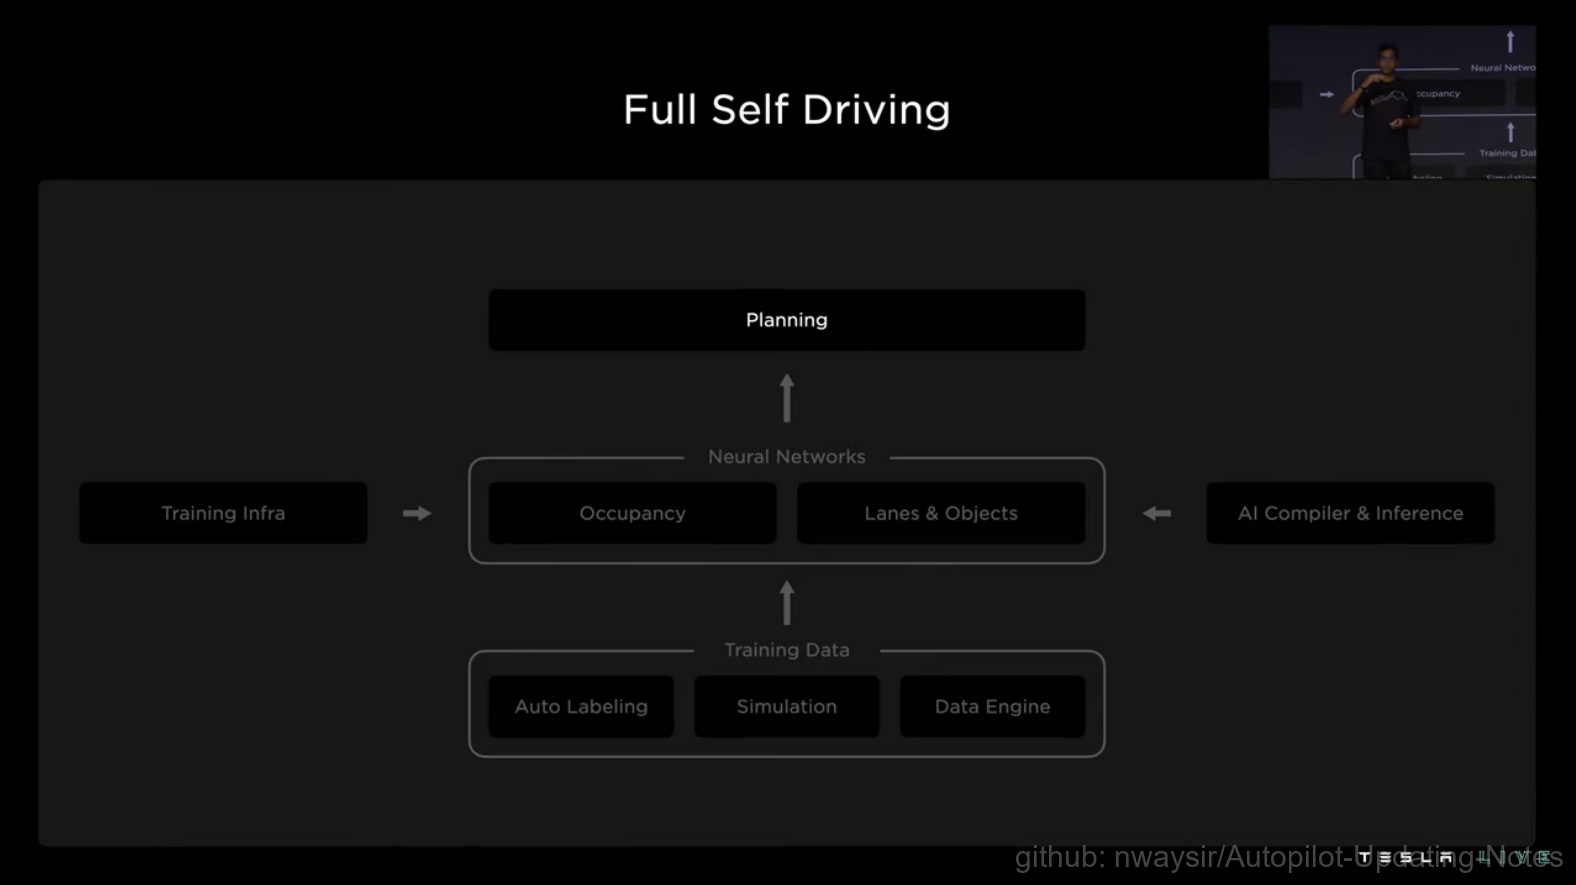 Full Self Driving
Neural Netwo
ccupancy
Training Dat
Simulation
Planning
Neural Networks
Training Infra
Occupancy
Lanes & Objects
AI Compiler & Inference
Training Data
Auto Labeling
Simulation
Data Engine
TESLA LIVE
github: nwaysir/Autopilot-Updating-Notes